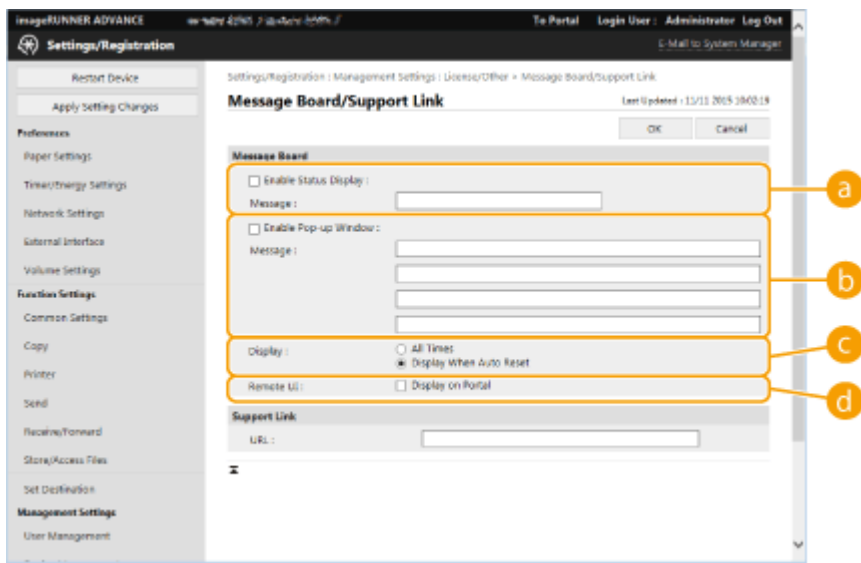 imageRUNNER ADVANCE
To Portal Login User : Administrator Log Out
Settings/Registration
E-Mail to System Manager
Restart Device
Apply Setting Changes
Preferences
Paper Settings
Timer/Energy Settings
Network Settings
External Interface
Volume Settings
Function Settings
Common Settings
Copy
Printer
Send
Receive/Forward
Store/Access Files
Set Destination
Management Settings
User Management
Settings/Registration : Management Settings : License/Other > Message Board/Support Link
Message Board/Support Link
Last Updated : 11/11 2015 10:02:19
OK Cancel
Message Board
Enable Status Display :
Message :
a
Enable Pop-up Window :
Message :
b
Display :
All Times
Display When Auto Reset
c
Remote UI :
Display on Portal
d
Support Link
URL :